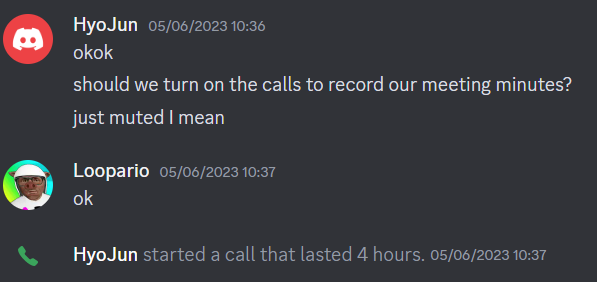 HyoJun 05/06/2023 10:36
okok
should we turn on the calls to record our meeting minutes?
just muted I mean
Loopario 05/06/2023 10:37
ok
HyoJun started a call that lasted 4 hours. 05/06/2023 10:37